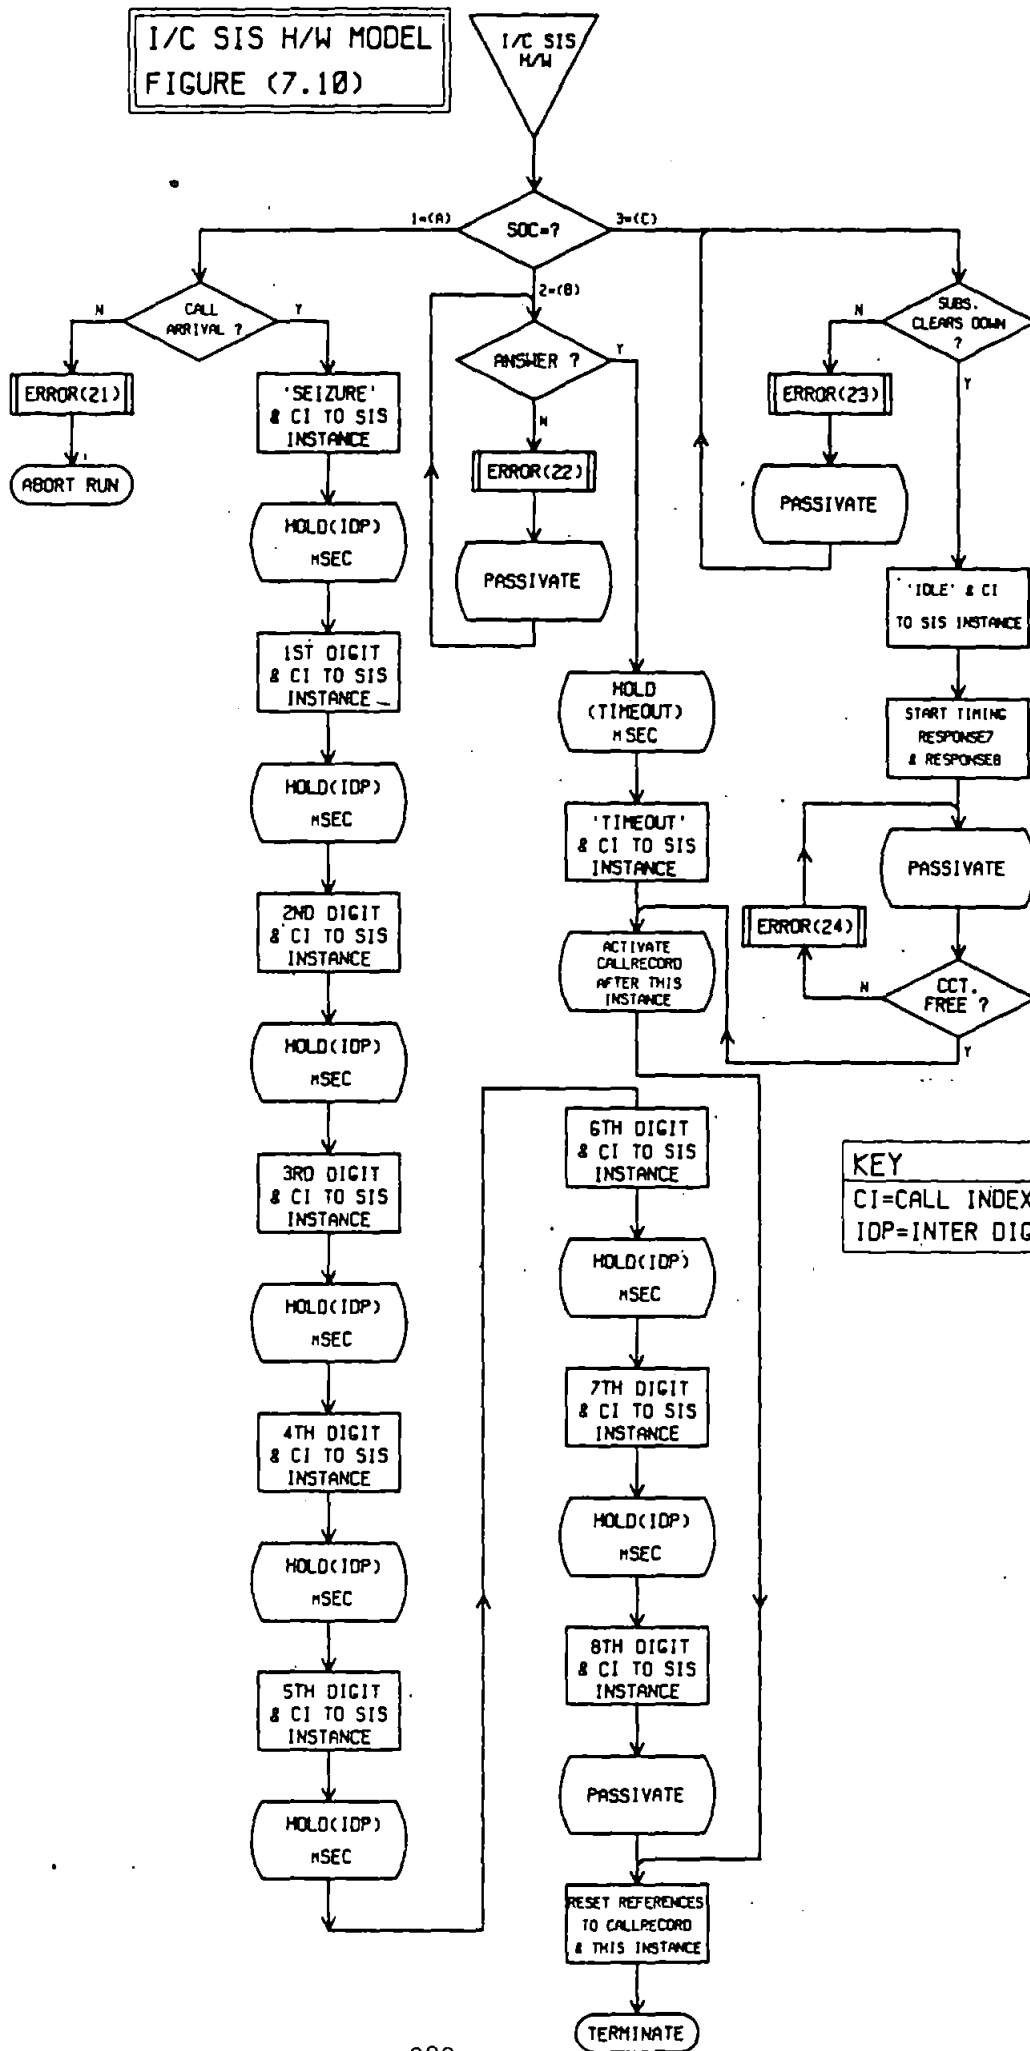 I/C SIS H/W MODEL
FIGURE (7.10)
I/C SIS
H/W
SOC=?
1=(A)
3=(C)
2=(B)
CALL
ARRIVAL ?
N
Y
ERROR(21)
ABORT RUN
'SEIZURE'
& CI TO SIS
INSTANCE
HOLD(IDP)
mSEC
1ST DIGIT
& CI TO SIS
INSTANCE
HOLD(IDP)
mSEC
2ND DIGIT
& CI TO SIS
INSTANCE
HOLD(IDP)
mSEC
3RD DIGIT
& CI TO SIS
INSTANCE
HOLD(IDP)
mSEC
4TH DIGIT
& CI TO SIS
INSTANCE
HOLD(IDP)
mSEC
5TH DIGIT
& CI TO SIS
INSTANCE
HOLD(IDP)
mSEC
ANSWER ?
Y
N
ERROR(22)
PASSIVATE
HOLD
(TIMEOUT)
mSEC
'TIMEOUT'
& CI TO SIS
INSTANCE
ACTIVATE
CALLRECORD
AFTER THIS
INSTANCE
6TH DIGIT
& CI TO SIS
INSTANCE
HOLD(IDP)
mSEC
7TH DIGIT
& CI TO SIS
INSTANCE
HOLD(IDP)
mSEC
8TH DIGIT
& CI TO SIS
INSTANCE
PASSIVATE
RESET REFERENCES
TO CALLRECORD
& THIS INSTANCE
TERMINATE
SUBS.
CLEARS DOWN
?
N
Y
ERROR(23)
PASSIVATE
'IDLE' & CI
TO SIS INSTANCE
START TIMING
RESPONSE7
& RESPONSE8
PASSIVATE
ERROR(24)
CCT.
FREE ?
N
Y
KEY
CI=CALL INDEX
IDP=INTER DIG